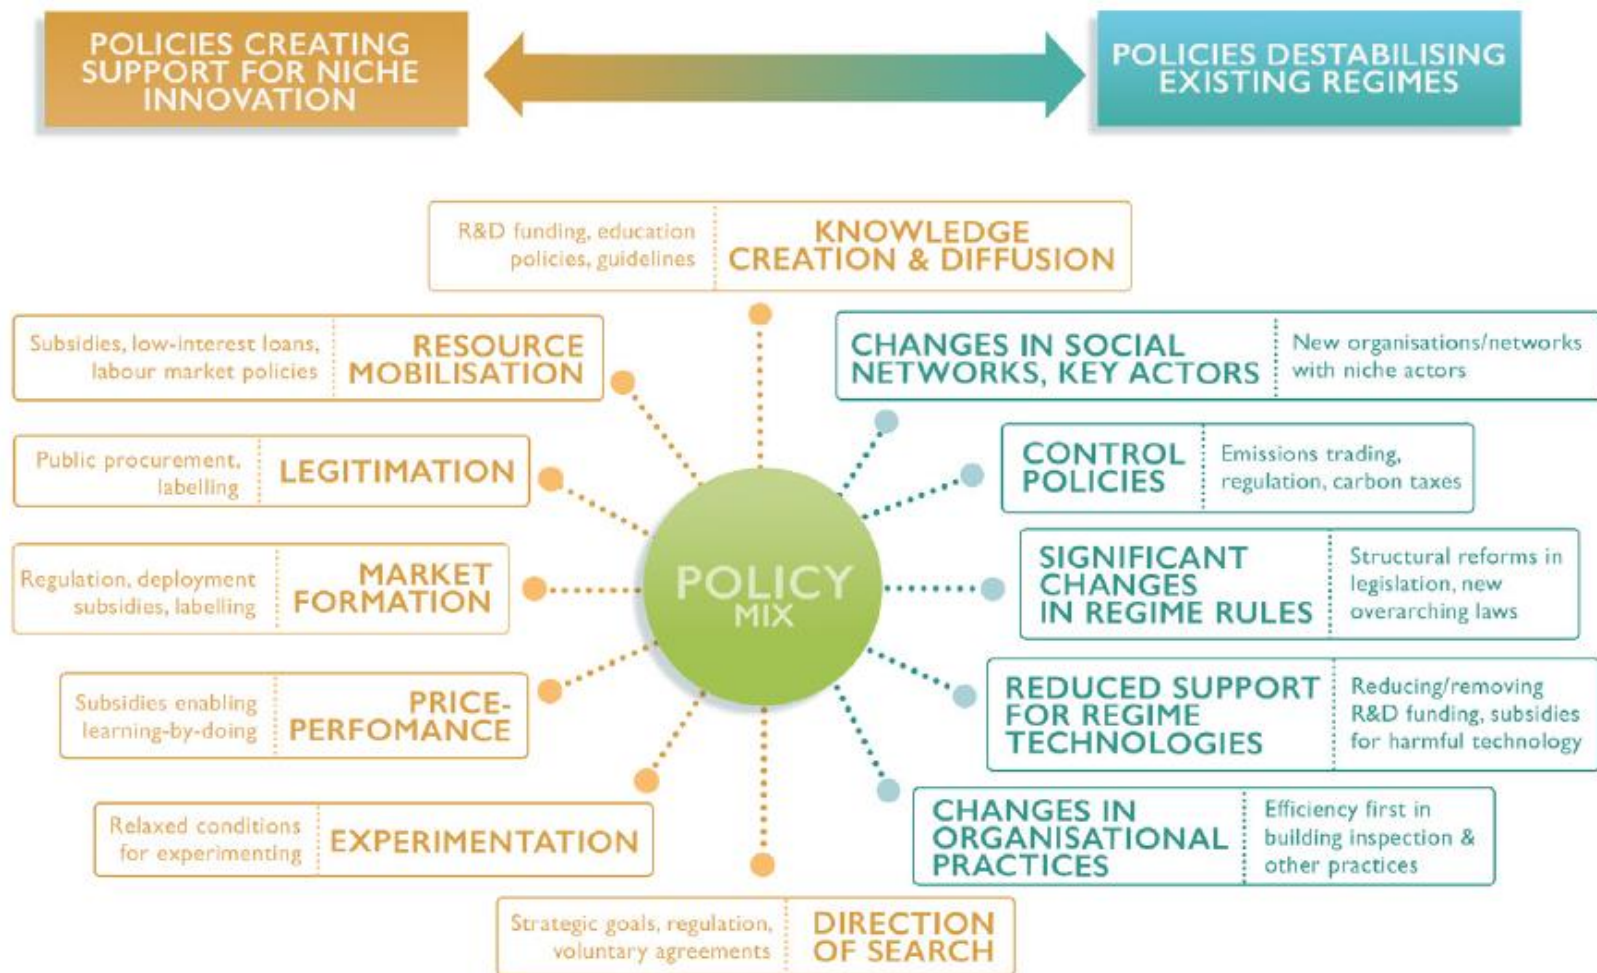 POLICIES CREATING
SUPPORT FOR NICHE
INNOVATION
POLICIES DESTABILISING
EXISTING REGIMES
R&D funding, education
policies, guidelines
KNOWLEDGE
CREATION & DIFFUSION
Subsidies, low-interest loans,
labour market policies
RESOURCE
MOBILISATION
CHANGES IN SOCIAL
NETWORKS, KEY ACTORS
New organisations/networks
with niche actors
Public procurement,
labelling
LEGITIMATION
CONTROL
POLICIES
Emissions trading,
regulation, carbon taxes
Regulation, deployment
subsidies, labelling
MARKET
FORMATION
POLICY
MIX
SIGNIFICANT
CHANGES
IN REGIME RULES
Structural reforms in
legislation, new
overarching laws
Subsidies enabling
learning-by-doing
PRICE-
PERFOMANCE
REDUCED SUPPORT
FOR REGIME
TECHNOLOGIES
Reducing/removing
R&D funding, subsidies
for harmful technology
Relaxed conditions
for experimenting
EXPERIMENTATION
CHANGES IN
ORGANISATIONAL
PRACTICES
Efficiency first in
building inspection &
other practices
Strategic goals, regulation,
voluntary agreements
DIRECTION
OF SEARCH